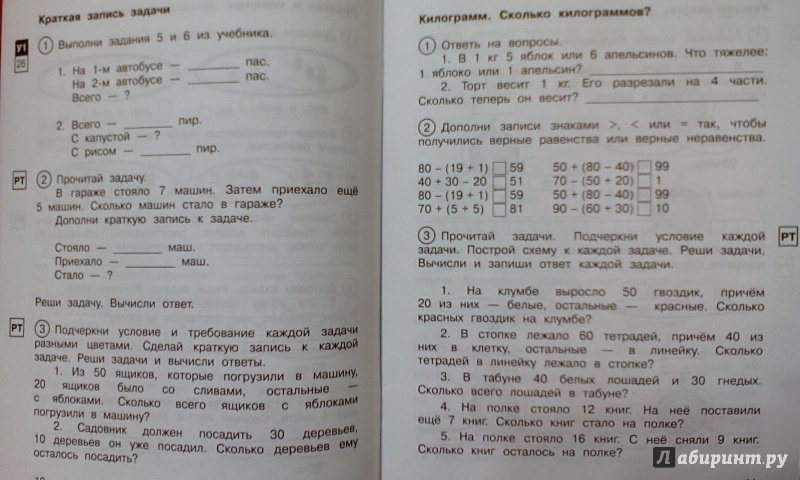 Краткая запись задачи
У1
26
1 Выполни задания 5 и 6 из учебника.
1. На 1-м автобусе — ________ пас.
На 2-м автобусе — ________ пас.
Всего — ?
2. Всего — ________ пир.
С капустой — ?
С рисом — ________ пир.
РТ
2 Прочитай задачу.
В гараже стояло 7 машин. Затем приехало ещё
5 машин. Сколько машин стало в гараже?
Дополни краткую запись к задаче.
Стояло — ________ маш.
Приехало — ________ маш.
Стало — ?
Реши задачу. Вычисли ответ.
РТ
3 Подчеркни условие и требование каждой задачи
разными цветами. Сделай краткую запись к каждой
задаче. Реши задачи и вычисли ответы.
1. Из 50 ящиков, которые погрузили в машину,
20 ящиков было со сливами, остальные —
с яблоками. Сколько всего ящиков с яблоками
погрузили в машину?
2. Садовник должен посадить 30 деревьев,
10 деревьев он уже посадил. Сколько деревьев ему
осталось посадить?
Килограмм. Сколько килограммов?
1 Ответь на вопросы.
1. В 1 кг 5 яблок или 6 апельсинов. Что тяжелее:
1 яблоко или 1 апельсин? ________
2. Торт весит 1 кг. Его разрезали на 4 части.
Сколько теперь он весит? ________
2 Дополни записи знаками >, < или = так, чтобы
получились верные равенства или верные неравенства.
80 – (19 + 1) □ 59 50 + (80 – 40) □ 99
40 + 30 – 20 □ 51 70 – (50 + 20) □ 1
80 – (19 + 1) □ 59 50 + (80 – 40) □ 99
70 + (5 + 5) □ 81 90 – (60 + 30) □ 10
3 Прочитай задачи. Подчеркни условие каждой
задачи. Построй схему к каждой задаче. Реши задачи.
Вычисли и запиши ответ каждой задачи.
РТ
1. На клумбе выросло 50 гвоздик, причём
20 из них — белые, остальные — красные. Сколько
красных гвоздик на клумбе?
2. В стопке лежало 60 тетрадей, причём 40 из
них в клетку, остальные — в линейку. Сколько
тетрадей в линейку лежало в стопке?
3. В табуне 40 белых лошадей и 30 гнедых.
Сколько всего лошадей в табуне?
4. На полке стояло 12 книг. На неё поставили
ещё 7 книг. Сколько книг стало на полке?
5. На полке стояло 16 книг. С неё сняли 9 книг.
Сколько книг осталось на полке?
Лабиринт.ру